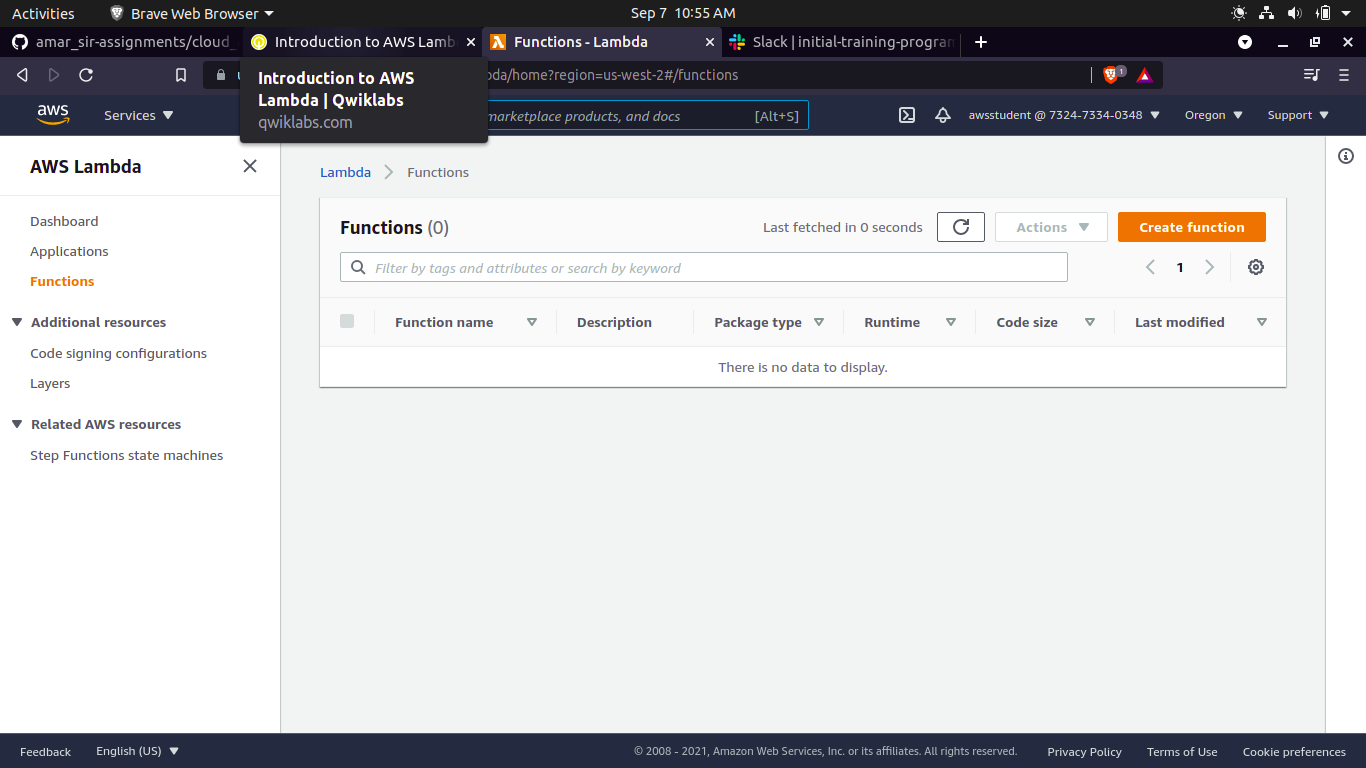 Activities Brave Web Browser Sep 7 10:55 AM
amar_sir-assignments/cloud_ Introduction to AWS Lamb Functions - Lambda Slack | initial-training-program
Introduction to AWS
Lambda | Qwiklabs
qwiklabs.com
da/home?region=us-west-2#/functions 1
aws Services marketplace products, and docs [Alt+S] awsstudent @ 7324-7334-0348 Oregon Support
AWS Lambda
Dashboard
Applications
Functions
Additional resources
Code signing configurations
Layers
Related AWS resources
Step Functions state machines
Lambda Functions
Functions (0) Last fetched in 0 seconds Actions Create function
Filter by tags and attributes or search by keyword 1
Function name Description Package type Runtime Code size Last modified
There is no data to display.
Feedback English (US) © 2008 - 2021, Amazon Web Services, Inc. or its affiliates. All rights reserved. Privacy Policy Terms of Use Cookie preferences